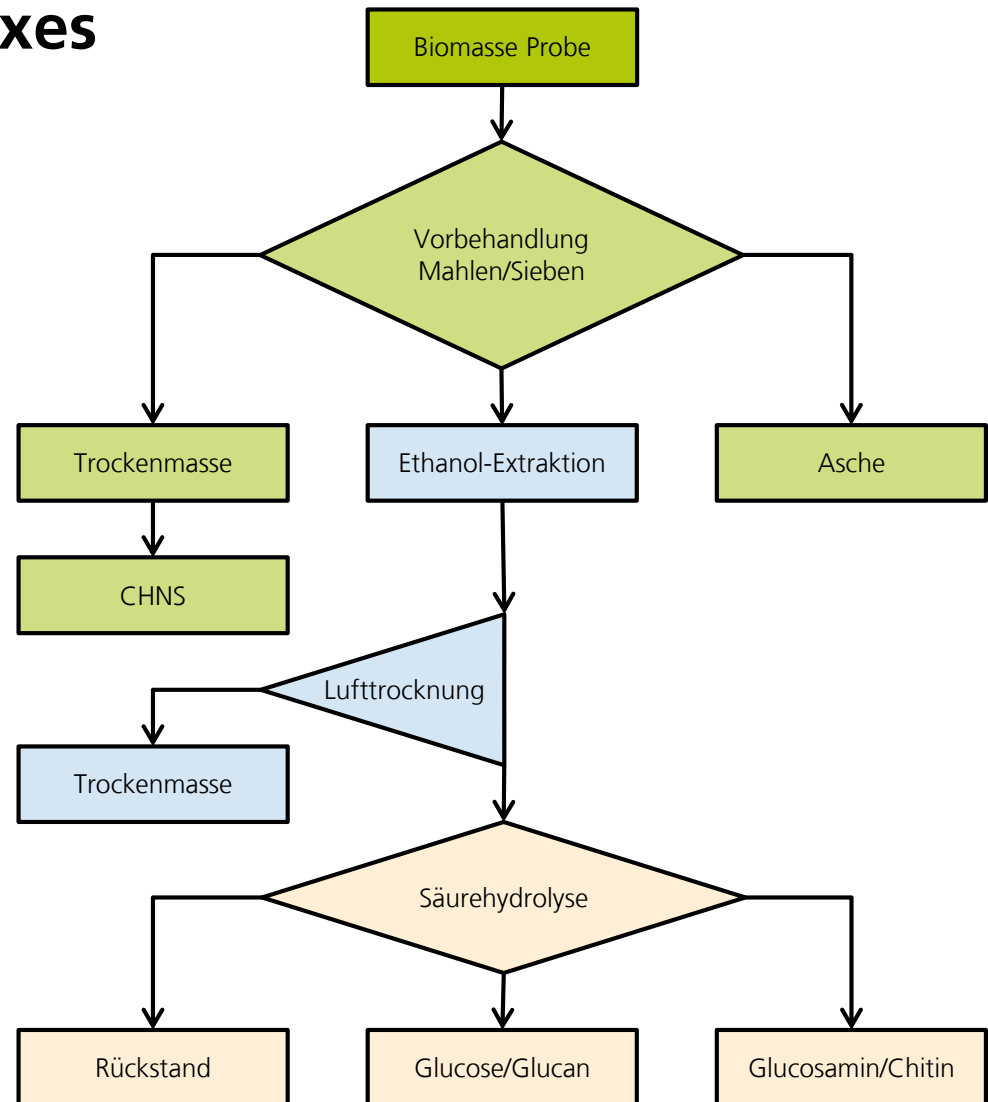 xes
Biomasse Probe
Vorbehandlung
Mahlen/Sieben
Trockenmasse
Ethanol-Extraktion
Asche
CHNS
Lufttrocknung
Trockenmasse
Säurehydrolyse
Rückstand
Glucose/Glucan
Glucosamin/Chitin